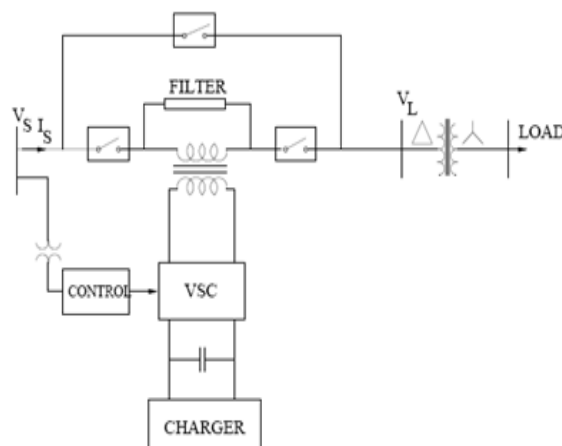 FILTER
V_S I_S
V_L
LOAD
CONTROL
VSC
CHARGER